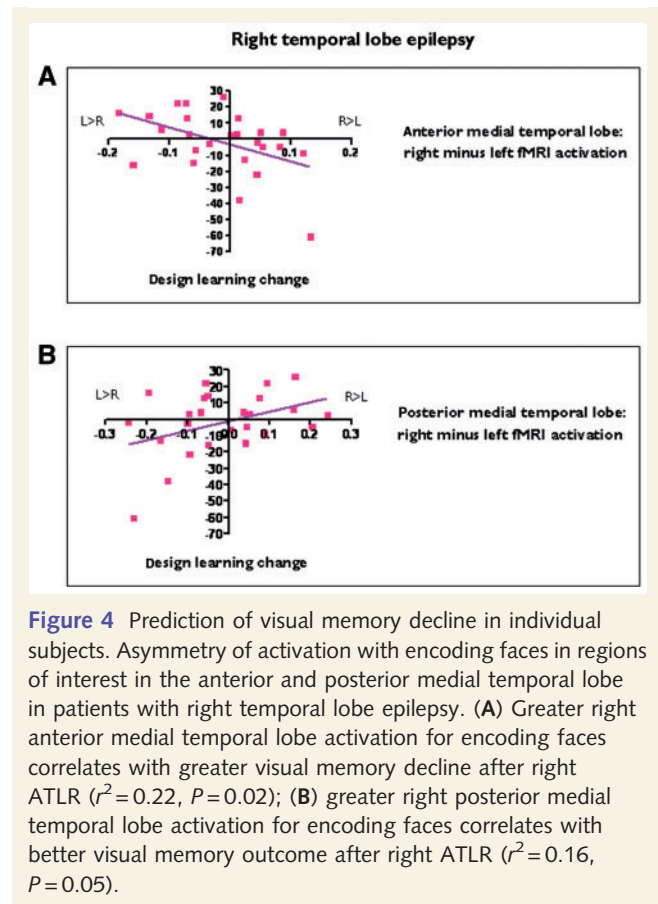 Right temporal lobe epilepsy
A
30
20
10
L>R
R>L
-0.2
-0.1
0.1
0.2
-10
-20
-30
-40
-50
-60
-70
Anterior medial temporal lobe:
right minus left fMRI activation
Design learning change
B
30
20
10
L>R
R>L
-0.3
-0.2
-0.1
0.0
0.1
0.2
0.3
-10
-20
-30
-40
-50
-60
-70
Posterior medial temporal lobe:
right minus left fMRI activation
Design learning change
Figure 4 Prediction of visual memory decline in individual
subjects. Asymmetry of activation with encoding faces in regions
of interest in the anterior and posterior medial temporal lobe
in patients with right temporal lobe epilepsy. (A) Greater right
anterior medial temporal lobe activation for encoding faces
correlates with greater visual memory decline after right
ATLR (r²=0.22, P=0.02); (B) greater right posterior medial
temporal lobe activation for encoding faces correlates with
better visual memory outcome after right ATLR (r²=0.16,
P=0.05).